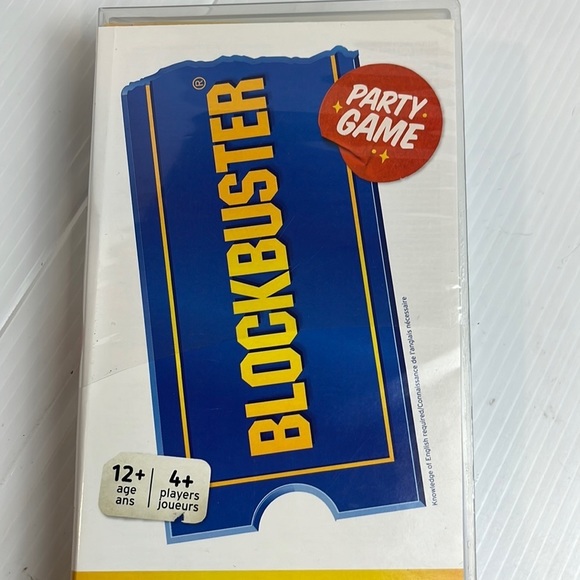 BLOCKBUSTER®
PARTY
GAME
12+
age
ans
4+
players
joueurs
Knowledge of English required/Connaissance de l'anglais nécessaire